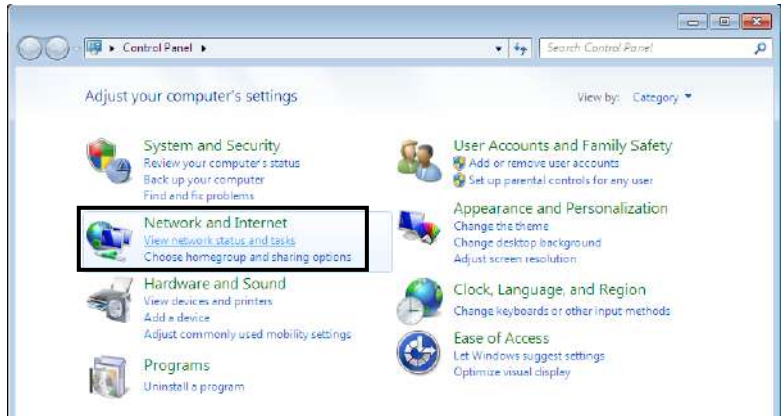 Control Panel
Search Control Panel
Adjust your computer's settings
View by: Category
System and Security
Review your computer's status
Back up your computer
Find and fix problems
Network and Internet
View network status and tasks
Choose homegroup and sharing options
Hardware and Sound
View devices and printers
Add a device
Adjust commonly used mobility settings
Programs
Uninstall a program
User Accounts and Family Safety
Add or remove user accounts
Set up parental controls for any user
Appearance and Personalization
Change the theme
Change desktop background
Adjust screen resolution
Clock, Language, and Region
Change keyboards or other input methods
Ease of Access
Let Windows suggest settings
Optimize visual display